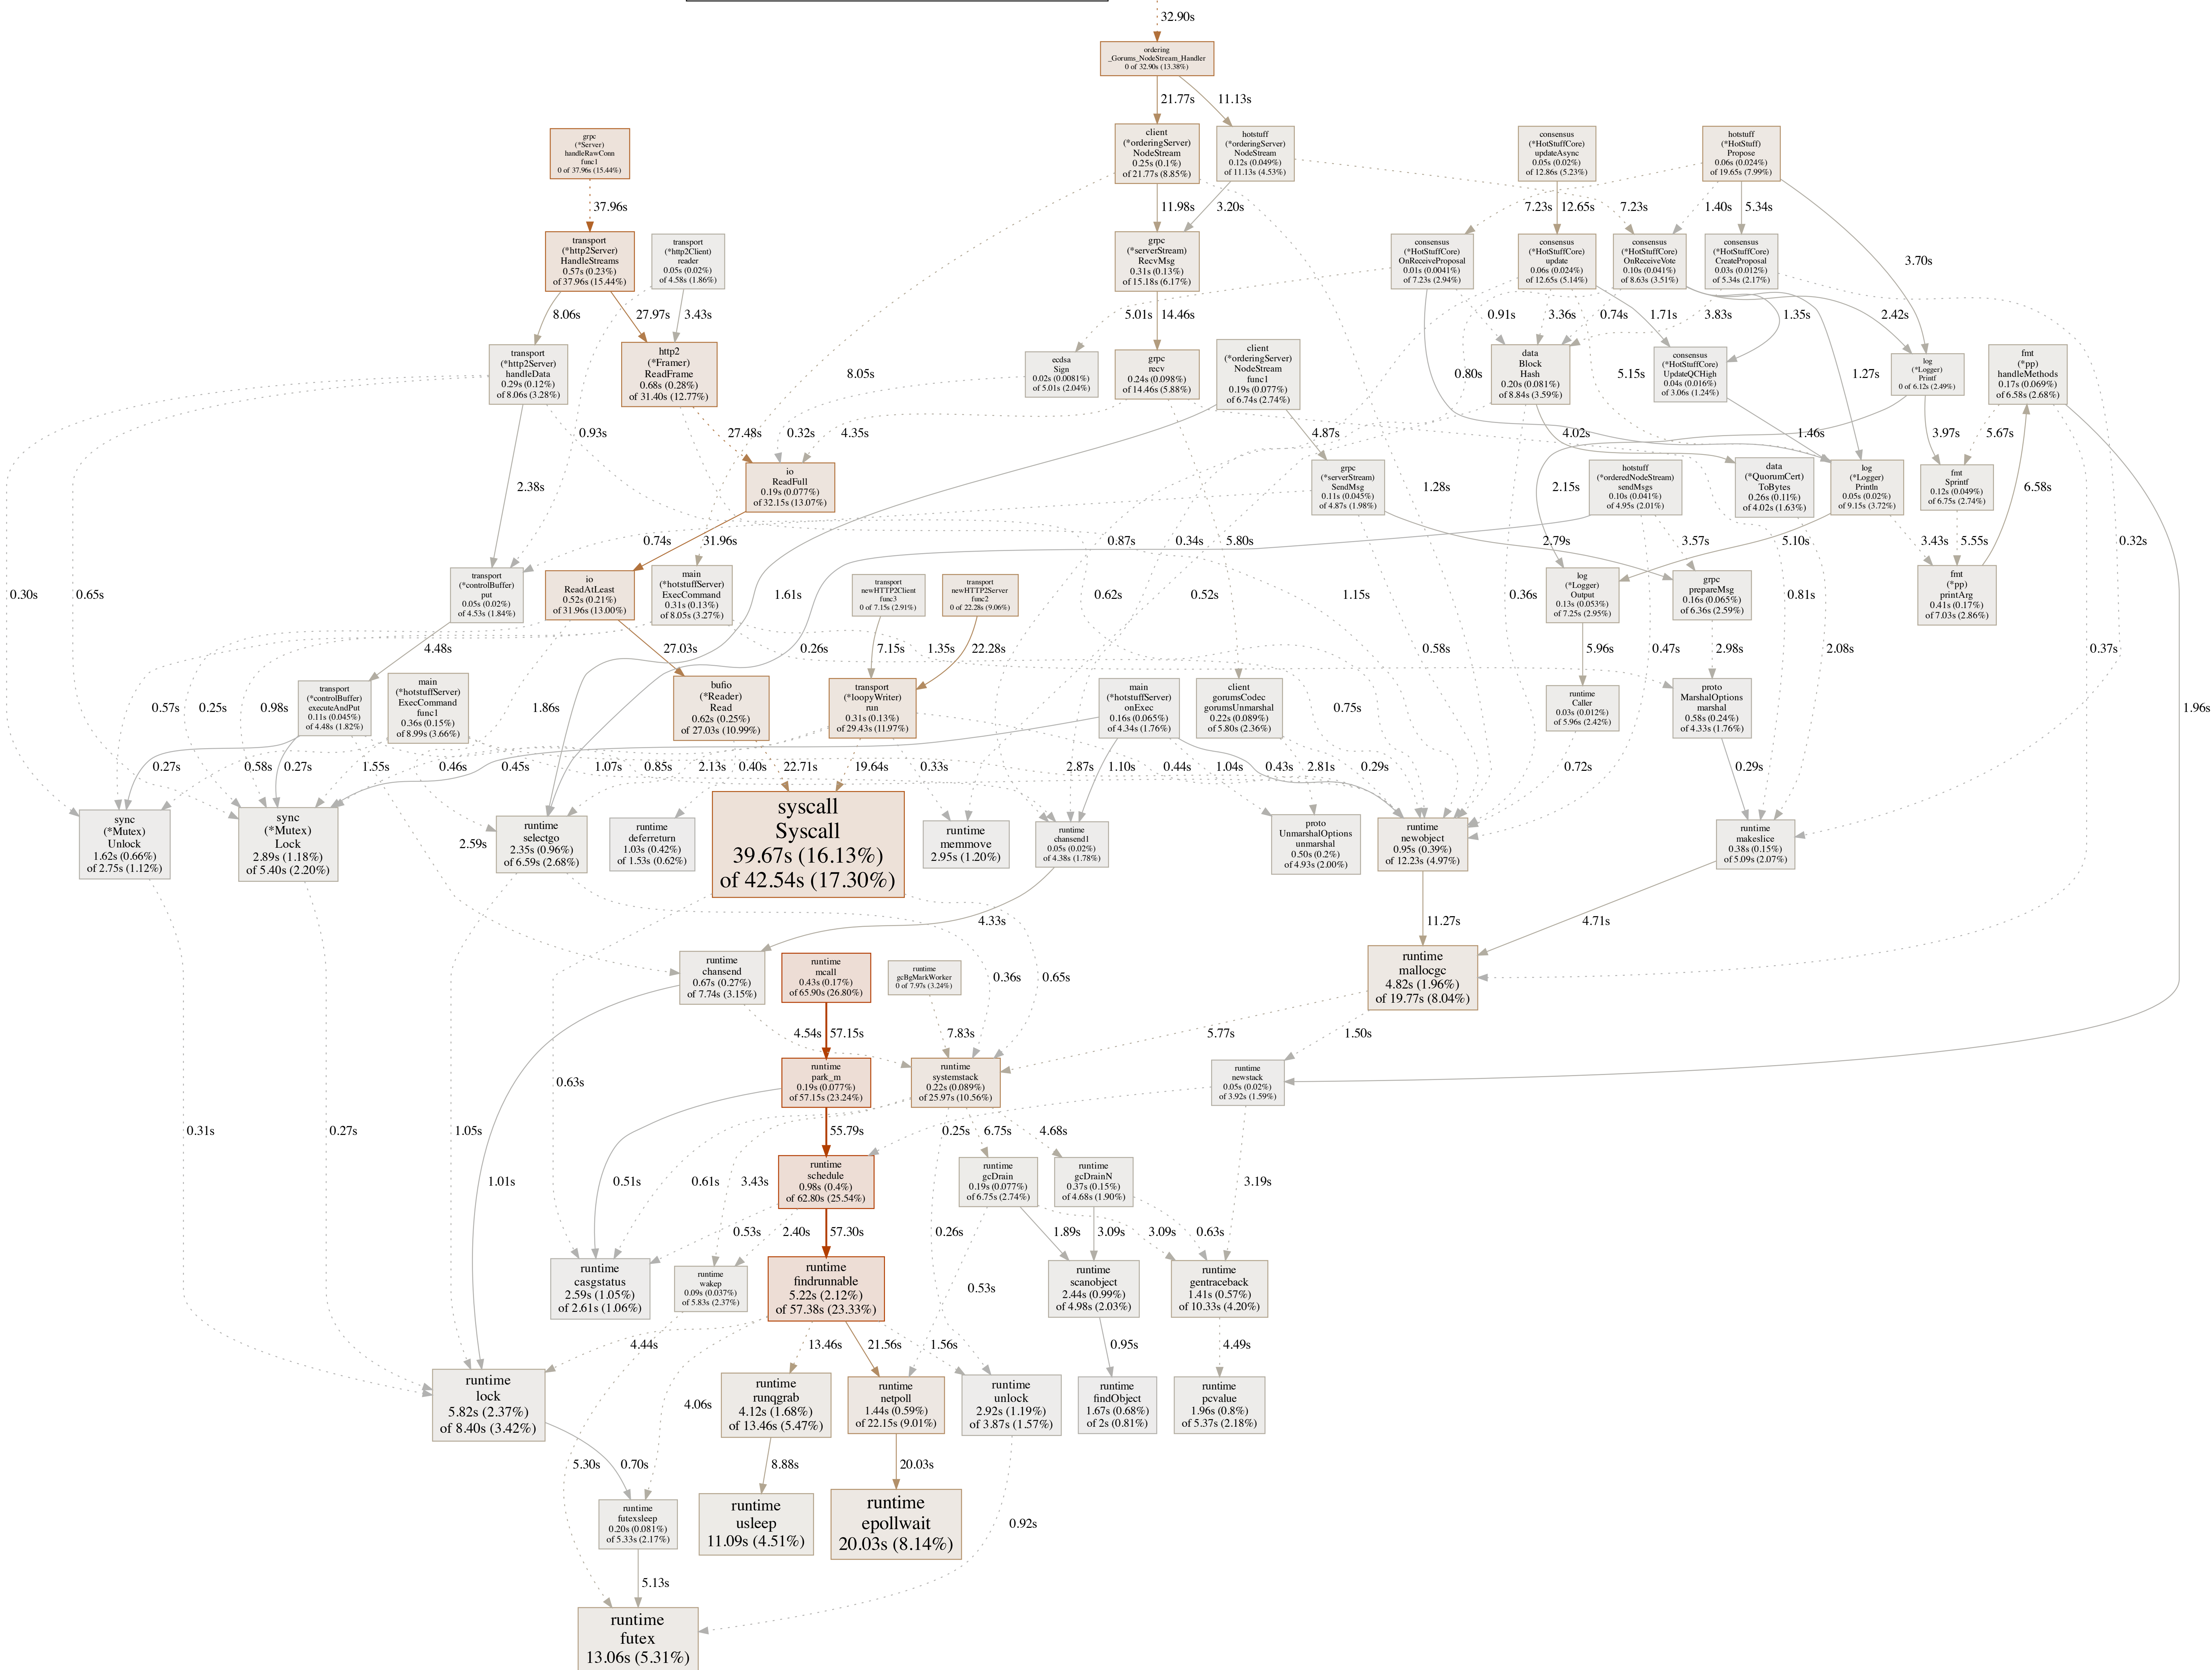 32.90s
ordering
_Gorums_NodeStream_Handler
0 of 32.90s (13.38%)
21.77s
11.13s
grpc
(*Server)
handleRawConn
func1
0 of 37.96s (15.44%)
client
(*orderingServer)
NodeStream
0.25s (0.1%)
of 21.77s (8.85%)
hotstuff
(*orderingServer)
NodeStream
0.12s (0.049%)
of 11.13s (4.53%)
consensus
(*HotStuffCore)
updateAsync
0.05s (0.02%)
of 12.86s (5.23%)
hotstuff
(*HotStuff)
Propose
0.06s (0.024%)
of 19.65s (7.99%)
37.96s
11.98s
3.20s
7.23s
12.65s
7.23s
1.40s
5.34s
transport
(*http2Server)
HandleStreams
0.57s (0.23%)
of 37.96s (15.44%)
transport
(*http2Client)
reader
0.05s (0.02%)
of 4.58s (1.86%)
grpc
(*serverStream)
RecvMsg
0.31s (0.13%)
of 15.18s (6.17%)
consensus
(*HotStuffCore)
OnReceiveProposal
0.01s (0.0041%)
of 7.23s (2.94%)
consensus
(*HotStuffCore)
update
0.06s (0.024%)
of 12.65s (5.14%)
consensus
(*HotStuffCore)
OnReceiveVote
0.10s (0.041%)
of 8.63s (3.51%)
consensus
(*HotStuffCore)
CreateProposal
0.03s (0.012%)
of 5.34s (2.17%)
3.70s
8.06s
27.97s
3.43s
5.01s
14.46s
0.91s
3.36s
0.74s
1.71s
3.83s
1.35s
2.42s
transport
(*http2Server)
handleData
0.29s (0.12%)
of 8.06s (3.28%)
http2
(*Framer)
ReadFrame
0.68s (0.28%)
of 31.40s (12.77%)
8.05s
ecdsa
Sign
0.02s (0.0081%)
of 5.01s (2.04%)
grpc
recv
0.24s (0.098%)
of 14.46s (5.88%)
client
(*orderingServer)
NodeStream
func1
0.19s (0.077%)
of 6.74s (2.74%)
0.80s
data
Block
Hash
0.20s (0.081%)
of 8.84s (3.59%)
5.15s
consensus
(*HotStuffCore)
UpdateQCHigh
0.04s (0.016%)
of 3.06s (1.24%)
1.27s
log
(*Logger)
Printf
0 of 6.12s (2.49%)
fmt
(*pp)
handleMethods
0.17s (0.069%)
of 6.58s (2.68%)
0.93s
27.48s
0.32s
4.35s
4.87s
4.02s
1.46s
3.97s
5.67s
2.38s
io
ReadFull
0.19s (0.077%)
of 32.15s (13.07%)
grpc
(*serverStream)
SendMsg
0.11s (0.045%)
of 4.87s (1.98%)
1.28s
2.15s
hotstuff
(*orderedNodeStream)
sendMsgs
0.10s (0.041%)
of 4.95s (2.01%)
data
(*QuorumCert)
ToBytes
0.26s (0.11%)
of 4.02s (1.63%)
log
(*Logger)
Println
0.05s (0.02%)
of 9.15s (3.72%)
fmt
Sprintf
0.12s (0.049%)
of 6.75s (2.74%)
6.58s
0.74s
31.96s
0.87s
0.34s
5.80s
2.79s
3.57s
5.10s
3.43s
5.55s
0.32s
0.30s
0.65s
transport
(*controlBuffer)
put
0.05s (0.02%)
of 4.53s (1.84%)
io
ReadAtLeast
0.52s (0.21%)
of 31.96s (13.00%)
main
(*hotstuffServer)
ExecCommand
0.31s (0.13%)
of 8.05s (3.27%)
1.61s
transport
newHTTP2Client
func3
0 of 7.15s (2.91%)
transport
newHTTP2Server
func2
0 of 22.28s (9.06%)
0.62s
0.52s
1.15s
0.36s
log
(*Logger)
Output
0.13s (0.053%)
of 7.25s (2.95%)
grpc
prepareMsg
0.16s (0.065%)
of 6.36s (2.59%)
0.81s
fmt
(*pp)
printArg
0.41s (0.17%)
of 7.03s (2.86%)
4.48s
27.03s
0.26s
7.15s
1.35s
22.28s
0.58s
5.96s
0.47s
2.98s
2.08s
0.37s
0.57s
0.25s
0.98s
transport
(*controlBuffer)
executeAndPut
0.11s (0.045%)
of 4.48s (1.82%)
main
(*hotstuffServer)
ExecCommand
func1
0.36s (0.15%)
of 8.99s (3.66%)
1.86s
bufio
(*Reader)
Read
0.62s (0.25%)
of 27.03s (10.99%)
transport
(*loopyWriter)
run
0.31s (0.13%)
of 29.43s (11.97%)
main
(*hotstuffServer)
onExec
0.16s (0.065%)
of 4.34s (1.76%)
client
gorumsCodec
gorumsUnmarshal
0.22s (0.089%)
of 5.80s (2.36%)
0.75s
runtime
Caller
0.03s (0.012%)
of 5.96s (2.42%)
proto
MarshalOptions
marshal
0.58s (0.24%)
of 4.33s (1.76%)
1.96s
0.27s
0.58s
0.27s
1.55s
0.46s
0.45s
1.07s
0.85s
2.13s
0.40s
22.71s
19.64s
0.33s
2.87s
1.10s
0.44s
1.04s
0.43s
2.81s
0.29s
0.72s
0.29s
sync
(*Mutex)
Unlock
1.62s (0.66%)
of 2.75s (1.12%)
sync
(*Mutex)
Lock
2.89s (1.18%)
of 5.40s (2.20%)
2.59s
runtime
selectgo
2.35s (0.96%)
of 6.59s (2.68%)
runtime
deferreturn
1.03s (0.42%)
of 1.53s (0.62%)
syscall
Syscall
39.67s (16.13%)
of 42.54s (17.30%)
runtime
memmove
2.95s (1.20%)
runtime
chansend1
0.05s (0.02%)
of 4.38s (1.78%)
proto
UnmarshalOptions
unmarshal
0.50s (0.2%)
of 4.93s (2.00%)
runtime
newobject
0.95s (0.39%)
of 12.23s (4.97%)
runtime
makeslice
0.38s (0.15%)
of 5.09s (2.07%)
4.33s
11.27s
4.71s
runtime
chansend
0.67s (0.27%)
of 7.74s (3.15%)
runtime
mcall
0.43s (0.17%)
of 65.90s (26.80%)
runtime
gcBgMarkWorker
0 of 7.97s (3.24%)
0.36s
0.65s
runtime
mallocgc
4.82s (1.96%)
of 19.77s (8.04%)
4.54s
57.15s
7.83s
5.77s
1.50s
0.63s
runtime
park_m
0.19s (0.077%)
of 57.15s (23.24%)
runtime
systemstack
0.22s (0.089%)
of 25.97s (10.56%)
runtime
newstack
0.05s (0.02%)
of 3.92s (1.59%)
0.31s
0.27s
1.05s
55.79s
0.25s
6.75s
4.68s
1.01s
0.51s
0.61s
3.43s
runtime
schedule
0.98s (0.4%)
of 62.80s (25.54%)
runtime
gcDrain
0.19s (0.077%)
of 6.75s (2.74%)
runtime
gcDrainN
0.37s (0.15%)
of 4.68s (1.90%)
3.19s
0.53s
2.40s
57.30s
0.26s
1.89s
3.09s
3.09s
0.63s
runtime
casgstatus
2.59s (1.05%)
of 2.61s (1.06%)
runtime
wakep
0.09s (0.037%)
of 5.83s (2.37%)
runtime
findrunnable
5.22s (2.12%)
of 57.38s (23.33%)
0.53s
runtime
scanobject
2.44s (0.99%)
of 4.98s (2.03%)
runtime
gentraceback
1.41s (0.57%)
of 10.33s (4.20%)
4.44s
13.46s
21.56s
1.56s
0.95s
4.49s
runtime
lock
5.82s (2.37%)
of 8.40s (3.42%)
4.06s
runtime
runqgrab
4.12s (1.68%)
of 13.46s (5.47%)
runtime
netpoll
1.44s (0.59%)
of 22.15s (9.01%)
runtime
unlock
2.92s (1.19%)
of 3.87s (1.57%)
runtime
findObject
1.67s (0.68%)
of 2s (0.81%)
runtime
pcvalue
1.96s (0.8%)
of 5.37s (2.18%)
5.30s
0.70s
8.88s
20.03s
runtime
futexsleep
0.20s (0.081%)
of 5.33s (2.17%)
runtime
usleep
11.09s (4.51%)
runtime
epollwait
20.03s (8.14%)
0.92s
5.13s
runtime
futex
13.06s (5.31%)